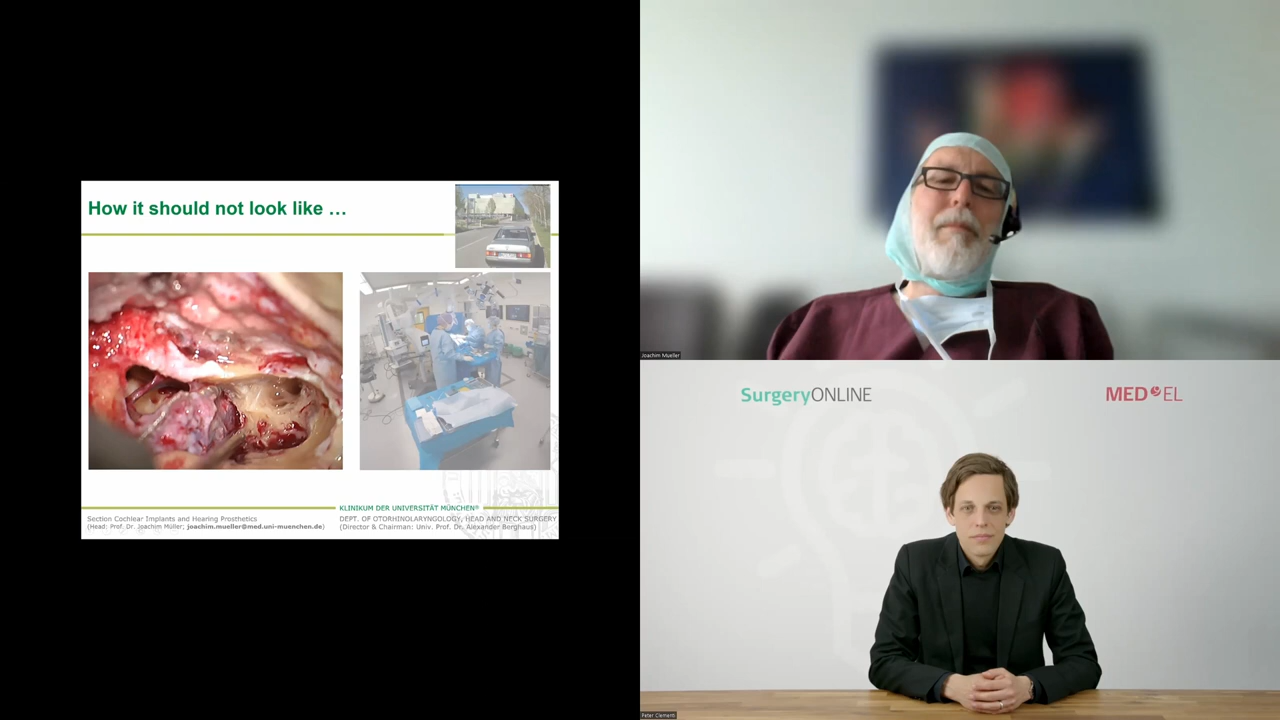 How it should not look like ...
KLINIKUM DER UNIVERSITÄT MÜNCHEN®
Section Cochlear Implants and Hearing Prosthetics
(Head: Prof. Dr. Joachim Müller; joachim.mueller@med.uni-muenchen.de)
DEPT. OF OTORHINOLARYNGOLOGY, HEAD AND NECK SURGERY
(Director & Chairman: Univ. Prof. Dr. Alexander Berghaus)
Joachim Mueller
SurgeryONLINE
MED EL
Peter Clementi